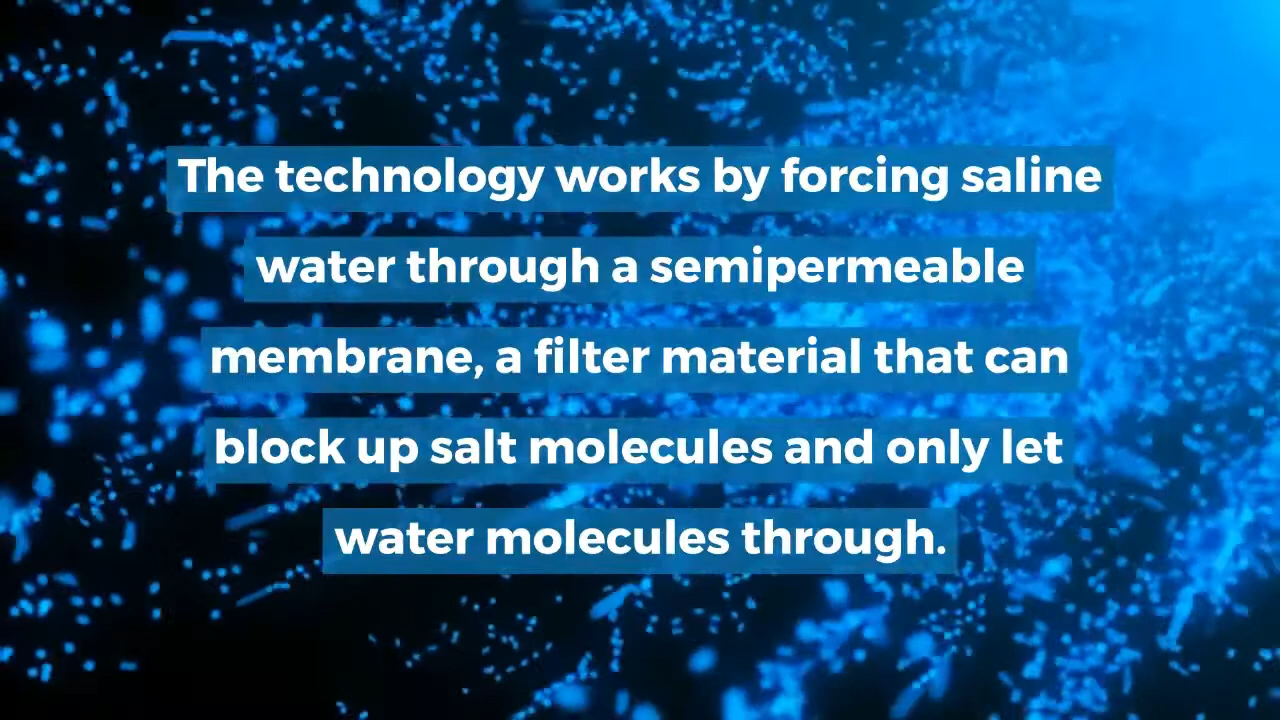 The technology works by forcing saline
water through a semipermeable
membrane, a filter material that can
block up salt molecules and only let
water molecules through.